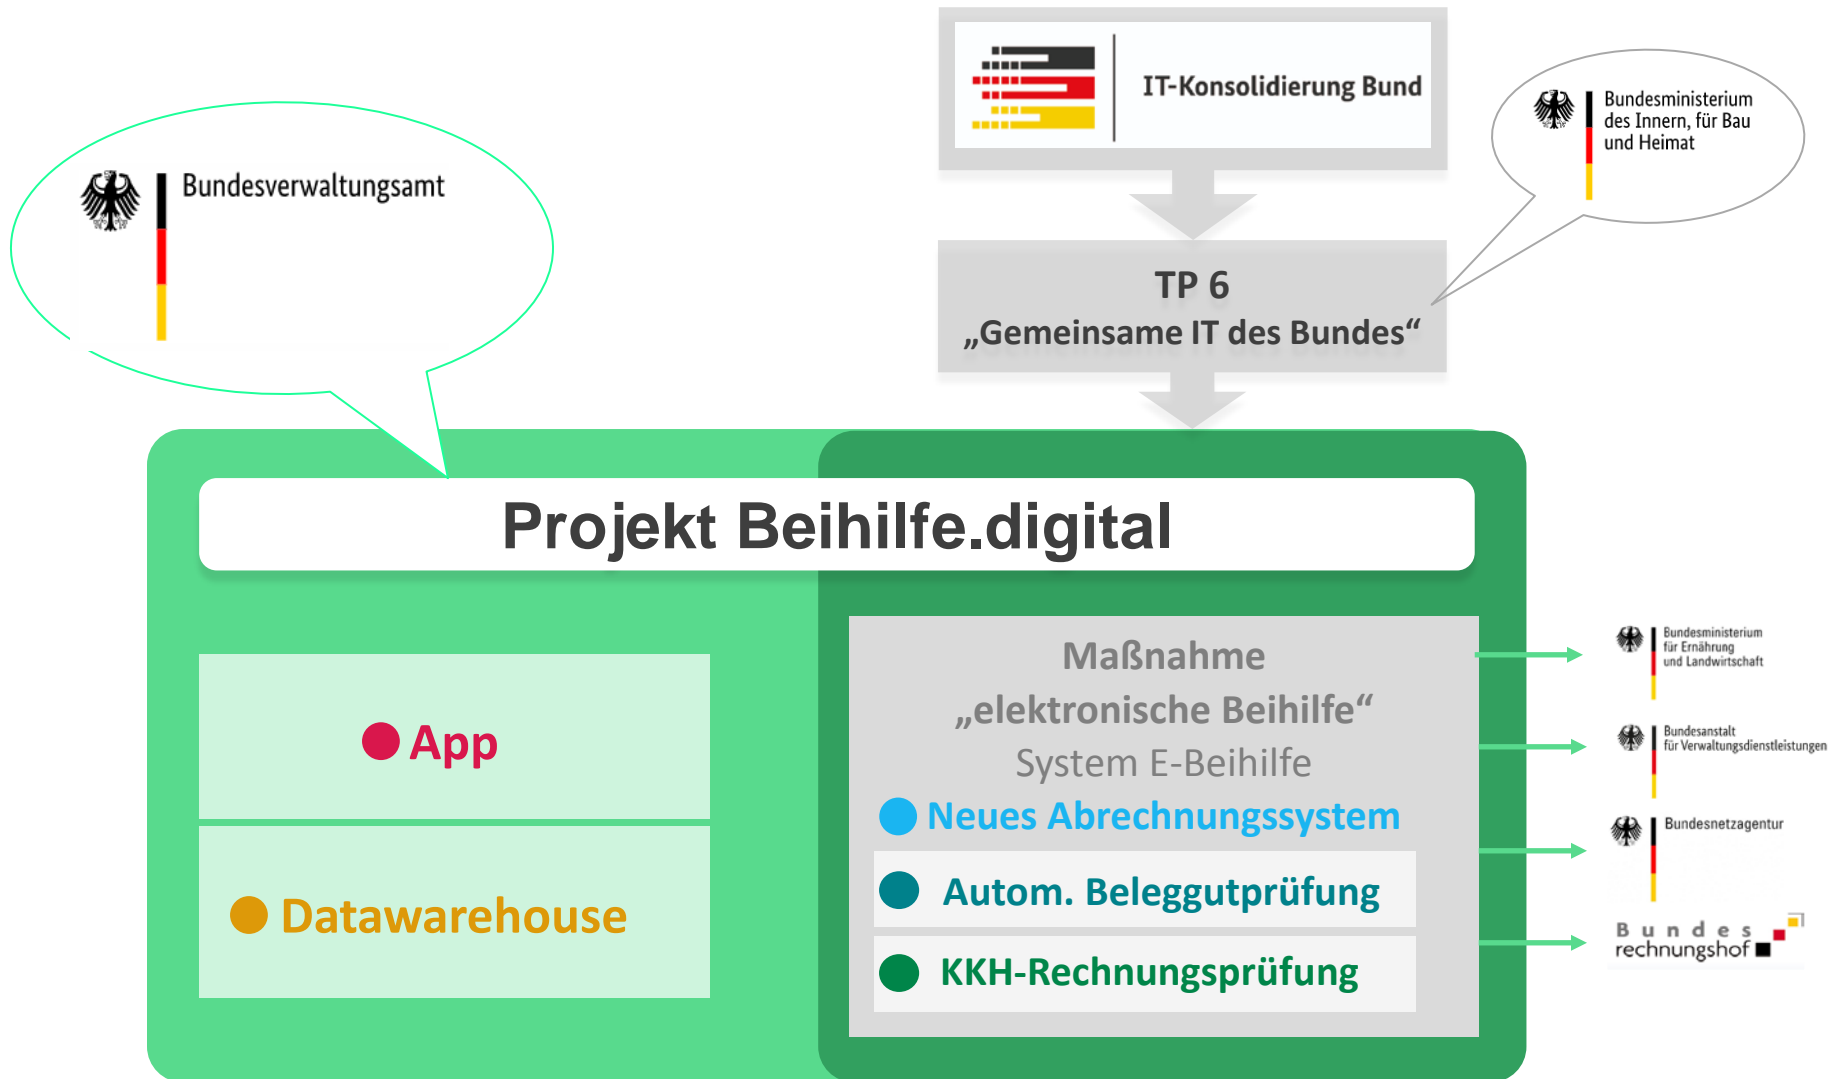 IT-Konsolidierung Bund
Bundesministerium
des Innern, für Bau
und Heimat
Bundesverwaltungsamt
TP 6
„Gemeinsame IT des Bundes“
Projekt Beihilfe.digital
App
Datawarehouse
Maßnahme
„elektronische Beihilfe“
System E-Beihilfe
Neues Abrechnungssystem
Autom. Beleggutprüfung
KKH-Rechnungsprüfung
Bundesministerium
für Ernährung
und Landwirtschaft
Bundesanstalt
für Verwaltungsdienstleistungen
Bundesnetzagentur
Bundes
rechnungshof